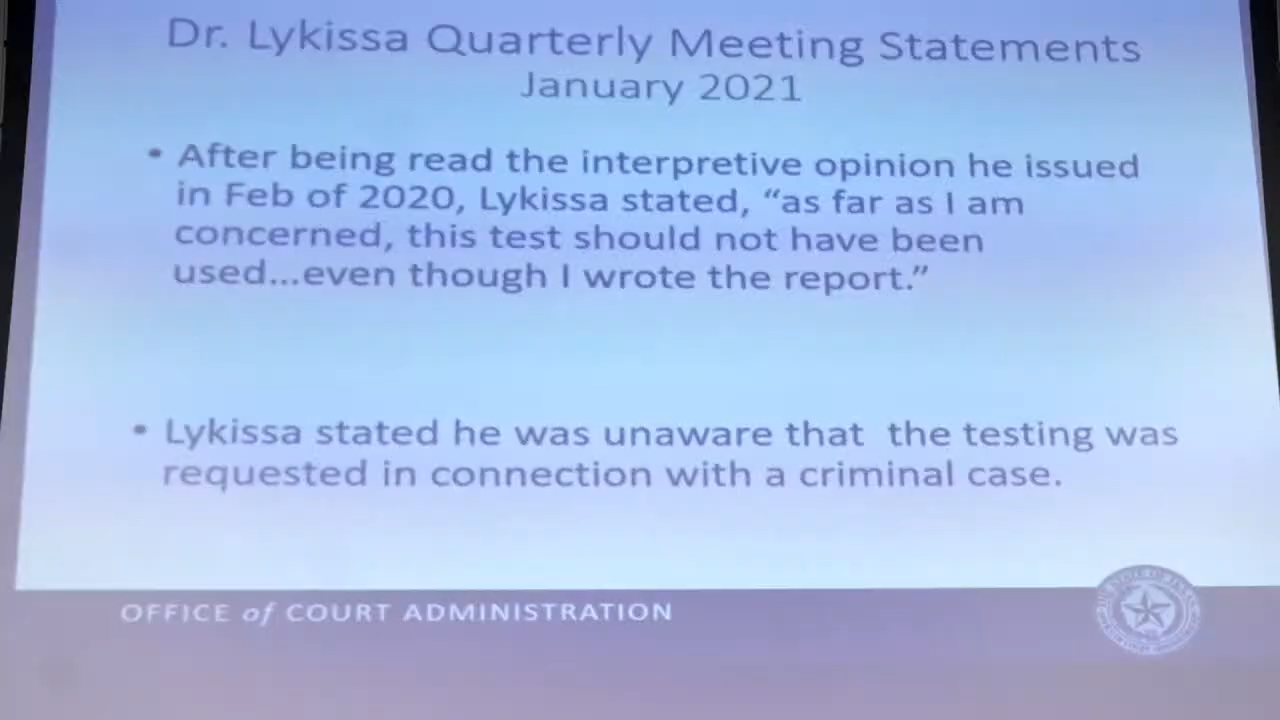 Dr. Lykissa Quarterly Meeting Statements
January 2021
• After being read the interpretive opinion he issued
in Feb of 2020, Lykissa stated, “as far as I am
concerned, this test should not have been
used...even though I wrote the report.”
• Lykissa stated he was unaware that the testing was
requested in connection with a criminal case.
OFFICE of COURT ADMINISTRATION